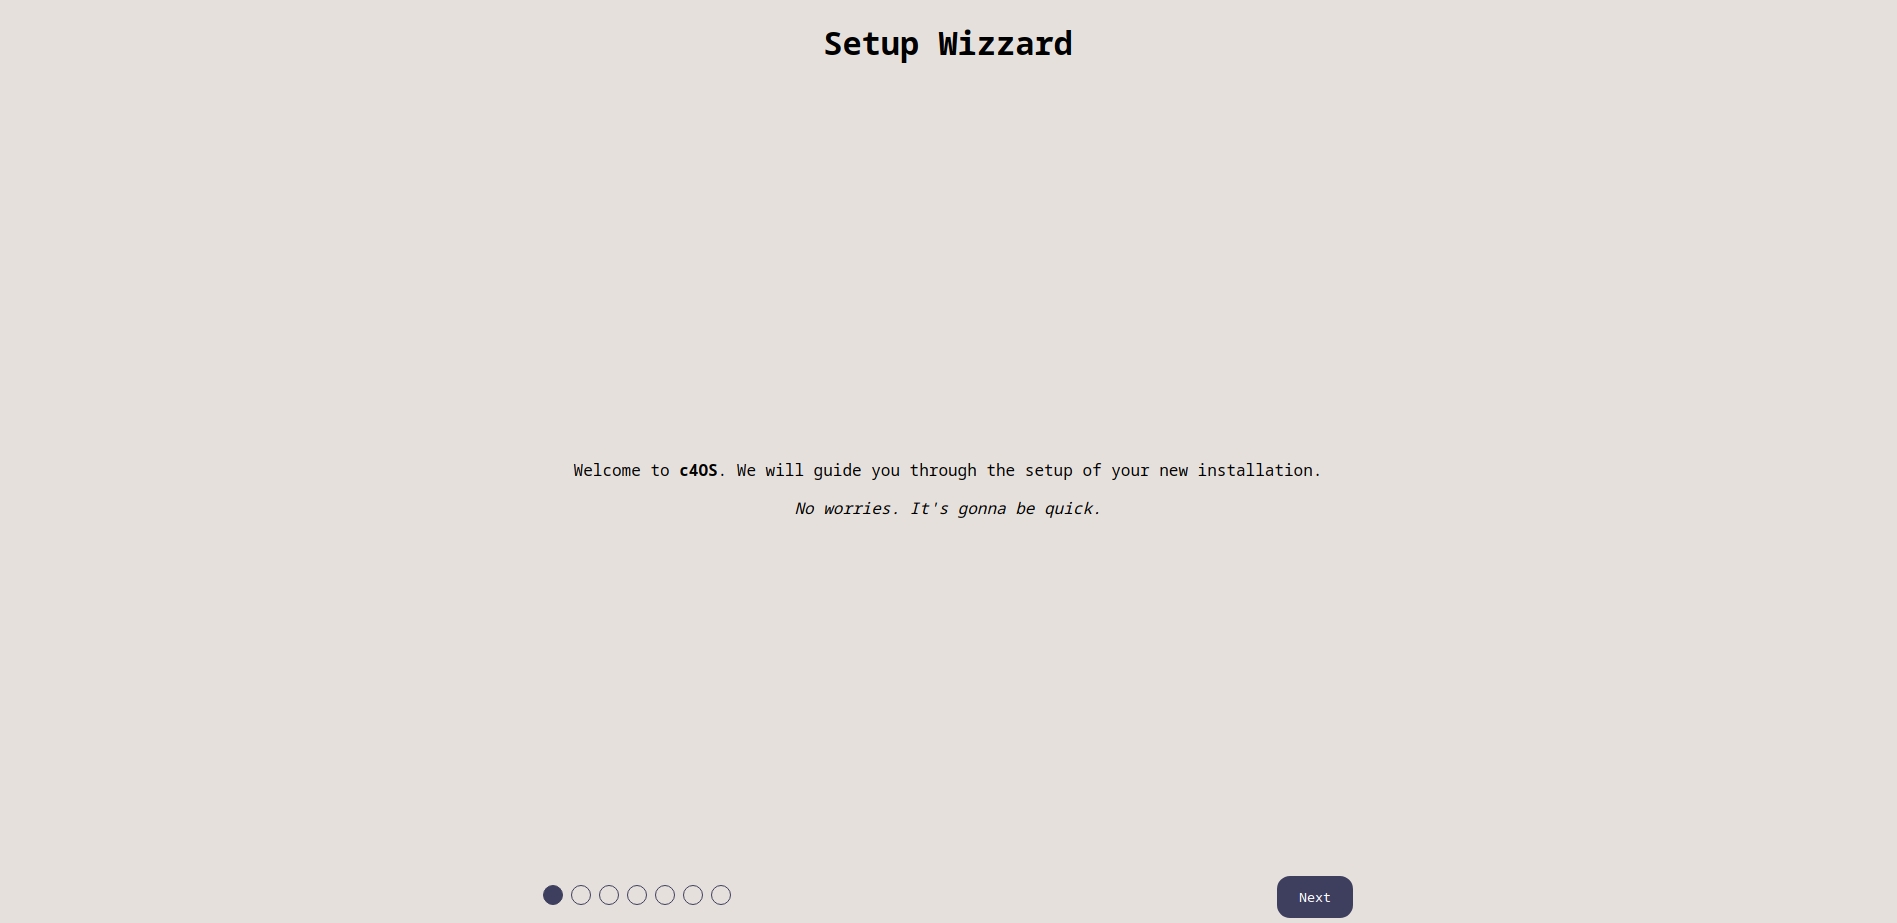 Setup Wizzard
Welcome to c4OS. We will guide you through the setup of your new installation.
No worries. It's gonna be quick.
Next